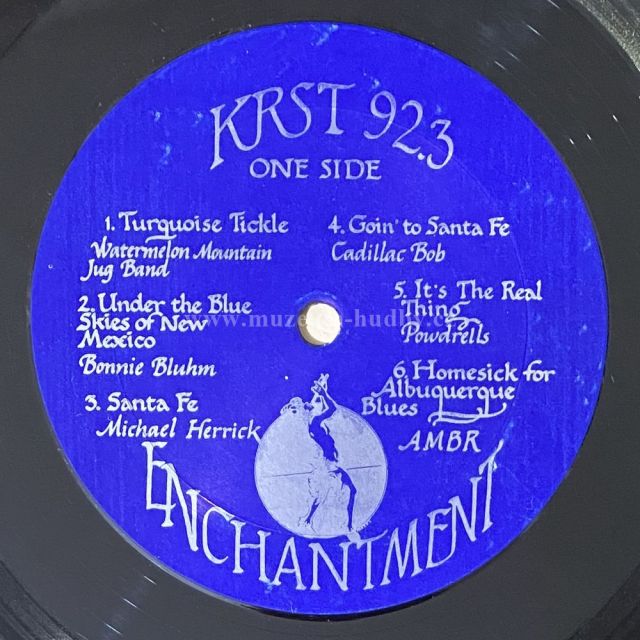 KRST 92.3
ONE SIDE
1. Turquoise Tickle
Watermelon Mountain
Jug Band
2. Under the Blue
Skies of New
Mexico
Bonnie Bluhm
3. Santa Fe
Michael Herrick
4. Goin' to Santa Fe
Cadillac Bob
5. It's The Real
Thing
Powdrells
6. Homesick for
Albuquerque
Blues
AMBR
ENCHANTMENT